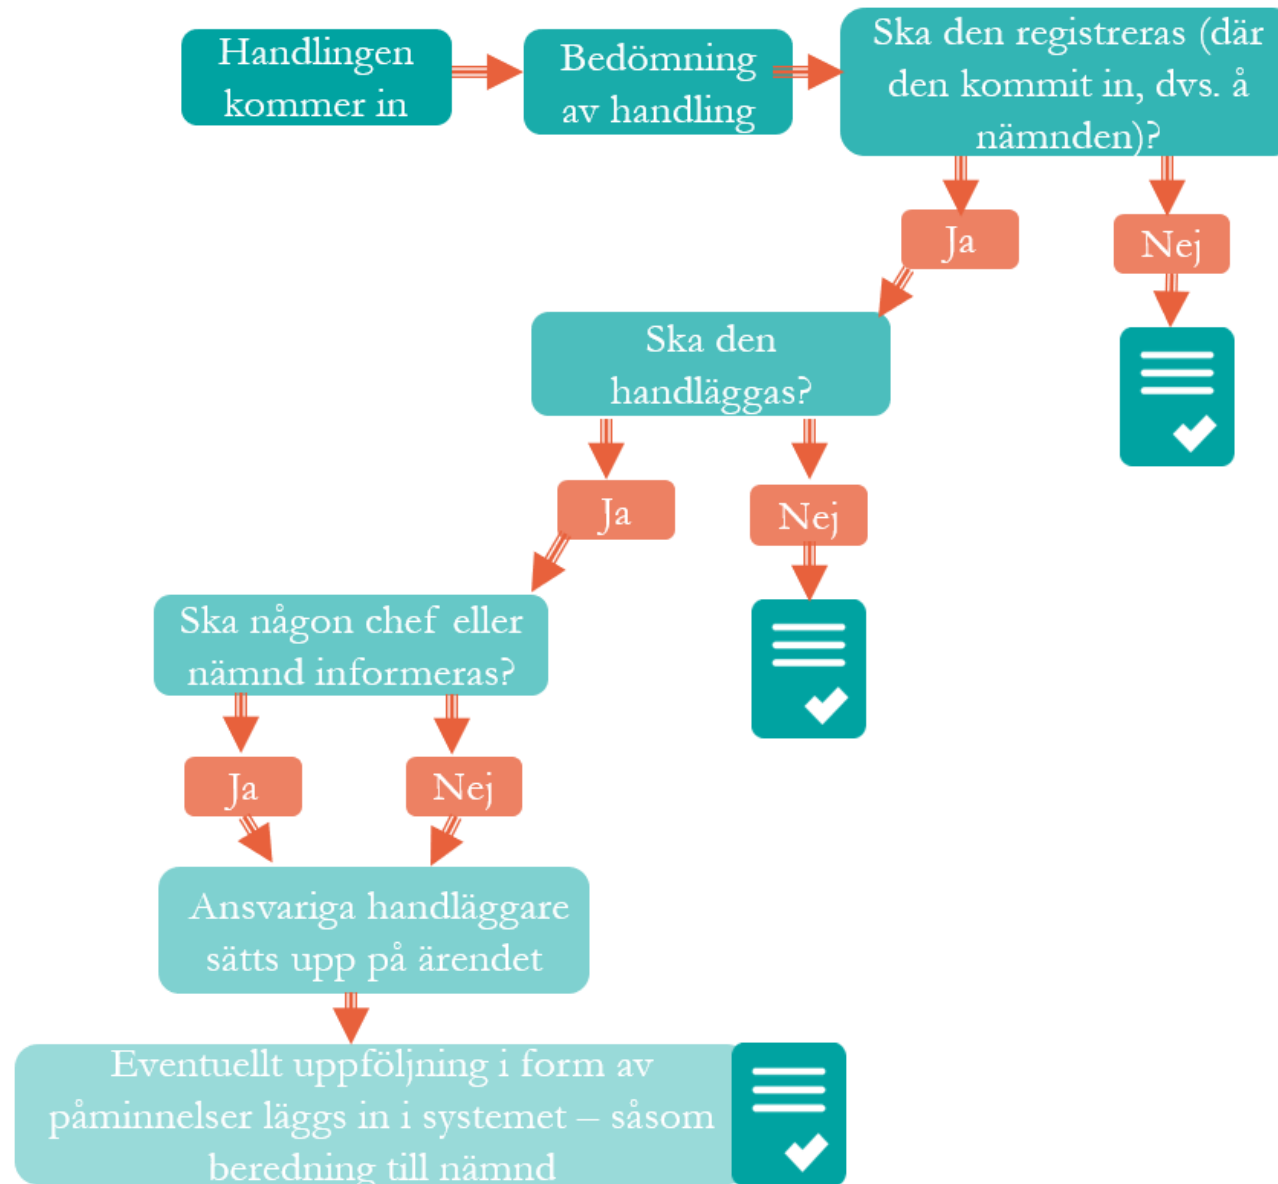 Handlingen
kommer in
Bedömning
av handling
Ska den registreras (där
den kommit in, dvs. å
nämnden)?
Ja
Nej
Ska den
handläggas?
Ja
Nej
Ska någon chef eller
nämnd informeras?
Ja
Nej
Ansvariga handläggare
sätts upp på ärendet
Eventuellt uppföljning i form av
påminnelser läggs in i systemet – såsom
beredning till nämnd